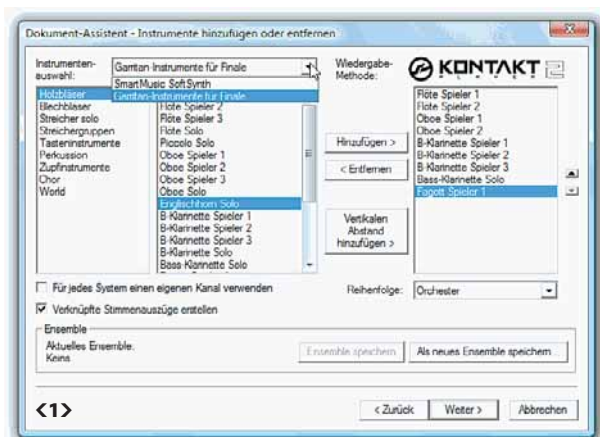 Dokument-Assistent - Instrumente hinzufügen oder entfernen
Instrumenten-
auswahl:
Garritan-Instrumente für Finale
SmartMusic SoftSynth
Garritan-Instrumente für Finale
Wiedergabe-
Methode:
KONTAKT
PLAYER 2
Holzbläser
Blechbläser
Streicher solo
Streichergruppen
Tasteninstrumente
Perkussion
Zupfinstrumente
Chor
World
Flöte Spieler 2
Flöte Spieler 3
Flöte Solo
Piccolo Solo
Oboe Spieler 1
Oboe Spieler 2
Oboe Spieler 3
Oboe Solo
Englischhorn Solo
B-Klarinette Spieler 1
B-Klarinette Spieler 2
B-Klarinette Spieler 3
B-Klarinette Solo
Bass-Klarinette Solo
Hinzufügen >
< Entfernen
Vertikalen
Abstand
hinzufügen >
Flöte Spieler 1
Flöte Spieler 2
Oboe Spieler 1
Oboe Spieler 2
B-Klarinette Spieler 1
B-Klarinette Spieler 2
B-Klarinette Spieler 3
Bass-Klarinette Solo
Fagott Spieler 1
Für jedes System einen eigenen Kanal verwenden
Reihenfolge: Orchester
Verknüpfte Stimmenauszüge erstellen
Ensemble
Aktuelles Ensemble:
Keins
Ensemble speichern
Als neues Ensemble speichern...
<1>
< Zurück
Weiter >
Abbrechen